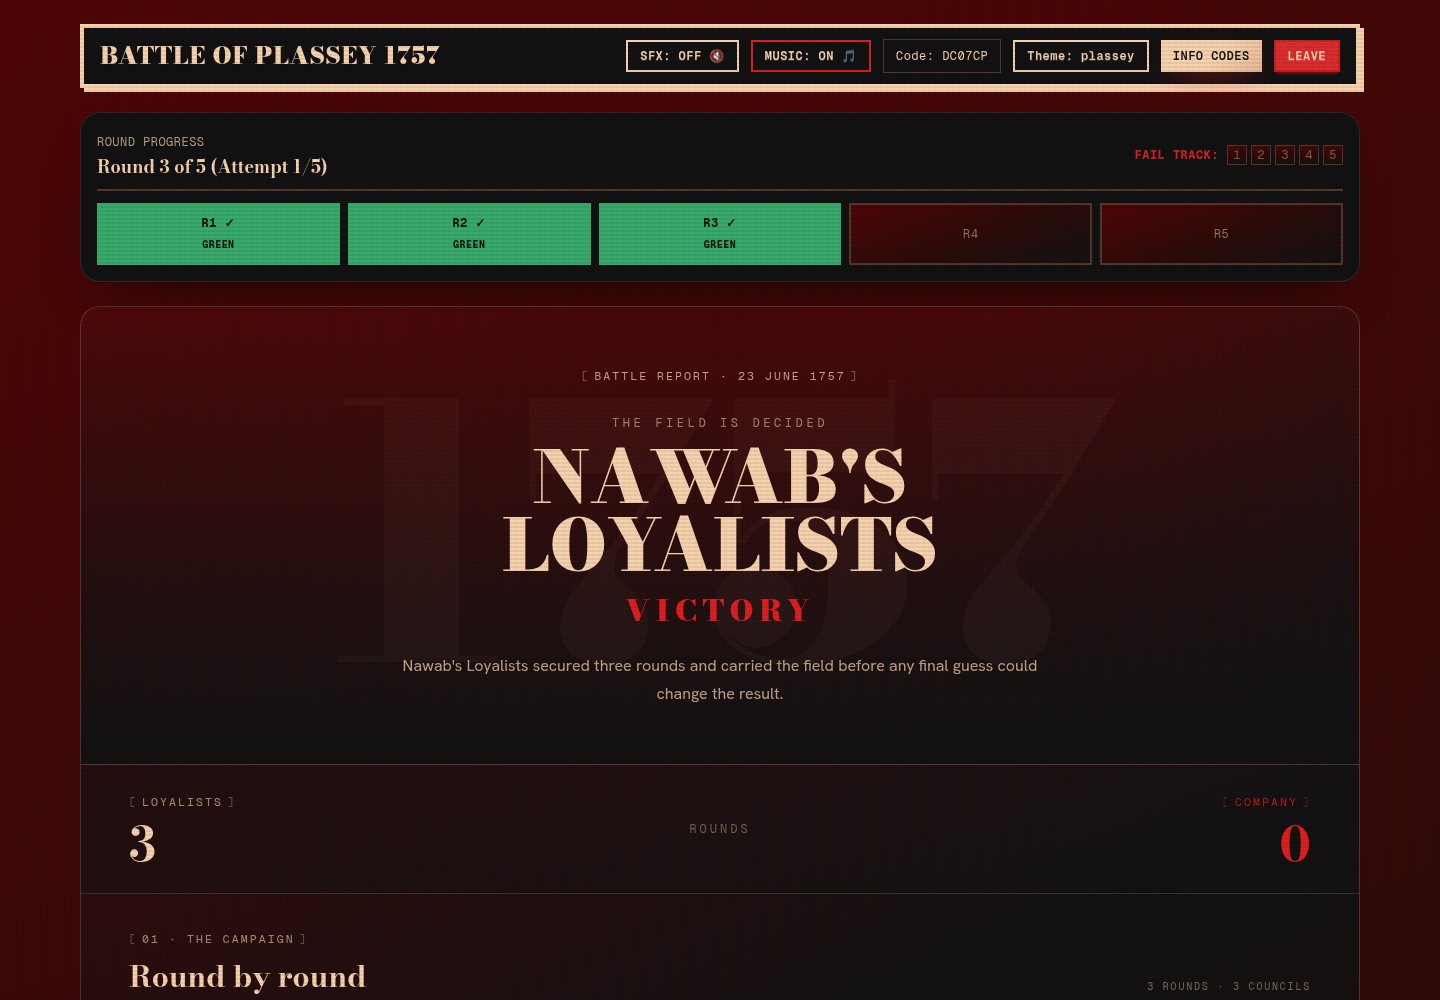 BATTLE OF PLASSEY 1757
SFX: OFF 🔇
MUSIC: ON 🎵
Code: DC07CP
Theme: plassey
INFO CODES
LEAVE
ROUND PROGRESS
Round 3 of 5 (Attempt 1/5)
FAIL TRACK: 1 2 3 4 5
R1 ✓
GREEN
R2 ✓
GREEN
R3 ✓
GREEN
R4
R5
1757
[ BATTLE REPORT · 23 JUNE 1757 ]
THE FIELD IS DECIDED
NAWAB'S
LOYALISTS
VICTORY
Nawab's Loyalists secured three rounds and carried the field before any final guess could
change the result.
[ LOYALISTS ]
3
ROUNDS
[ COMPANY ]
0
[ 01 · THE CAMPAIGN ]
Round by round
3 ROUNDS · 3 COUNCILS